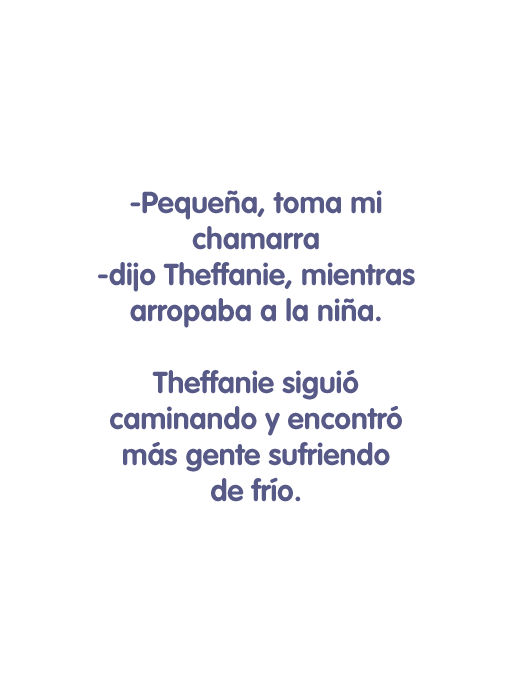 -Pequeña, toma mi
chamarra
-dijo Theffanie, mientras
arropaba a la niña.
Theffanie siguió
caminando y encontró
más gente sufriendo
de frío.